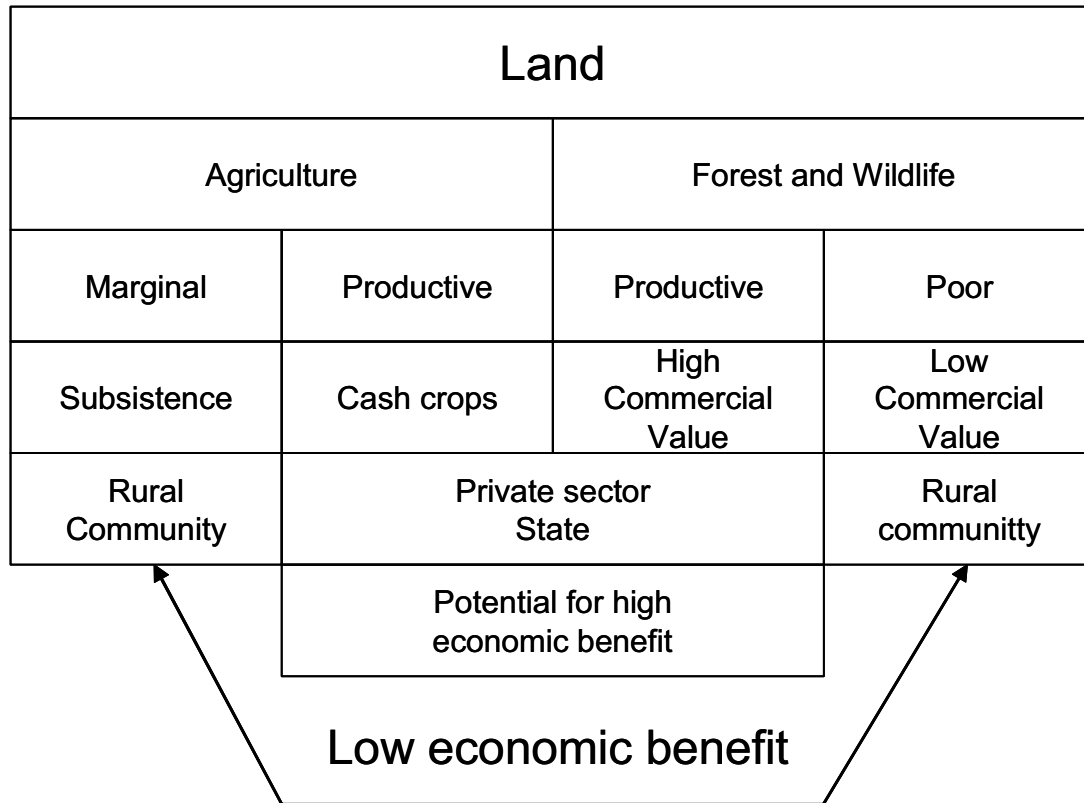 Land
Agriculture
Forest and Wildlife
Marginal
Productive
Productive
Poor
Subsistence
Cash crops
High
Commercial
Value
Low
Commercial
Value
Rural
Community
Private sector
State
Rural
communitty
Potential for high
economic benefit
Low economic benefit